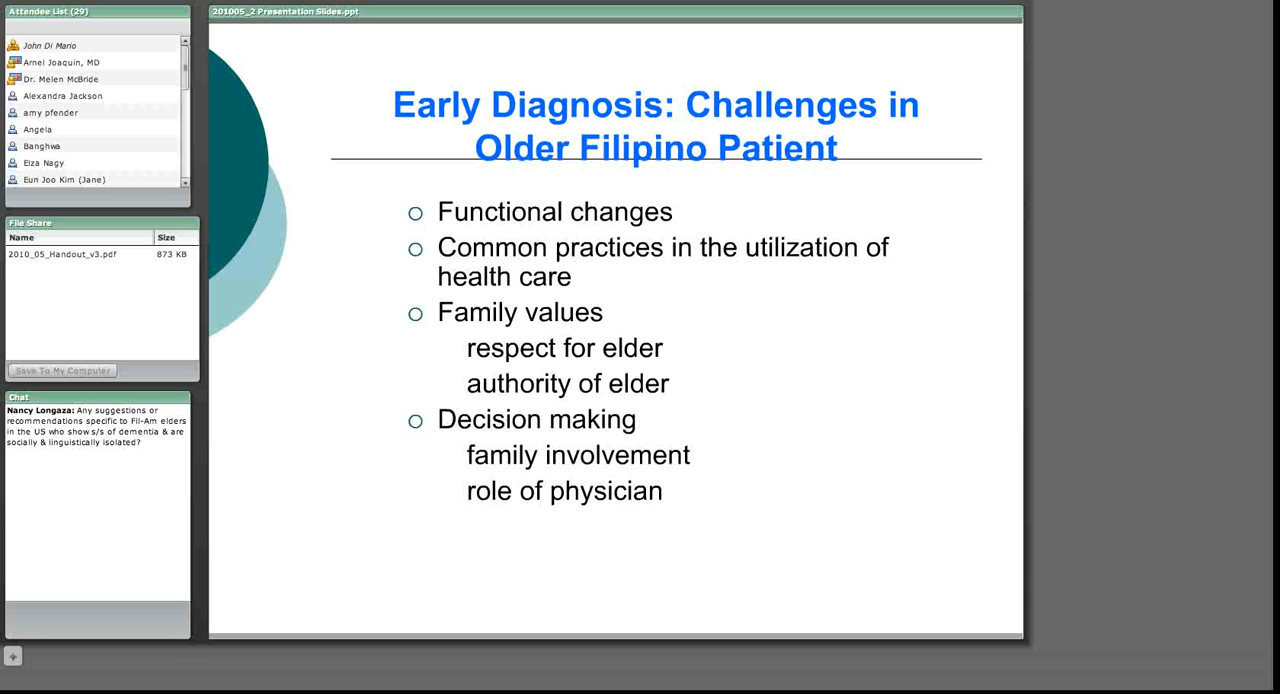 Attendee List (29)
John Di Mario
Arnel Joaquin, MD
Dr. Melen McBride
Alexandra Jackson
amy pfender
Angela
Banghwa
Elza Nagy
Eun Joo Kim (Jane)
File Share
Name Size
2010_05_Handout_v3.pdf 873 KB
Save To My Computer
Chat
Nancy Longaza: Any suggestions or
recommendations specific to Fil-Am elders
in the US who show s/s of dementia & are
socially & linguistically isolated?
201005_2 Presentation Slides.ppt
Early Diagnosis: Challenges in
Older Filipino Patient
Functional changes
Common practices in the utilization of
health care
Family values
respect for elder
authority of elder
Decision making
family involvement
role of physician